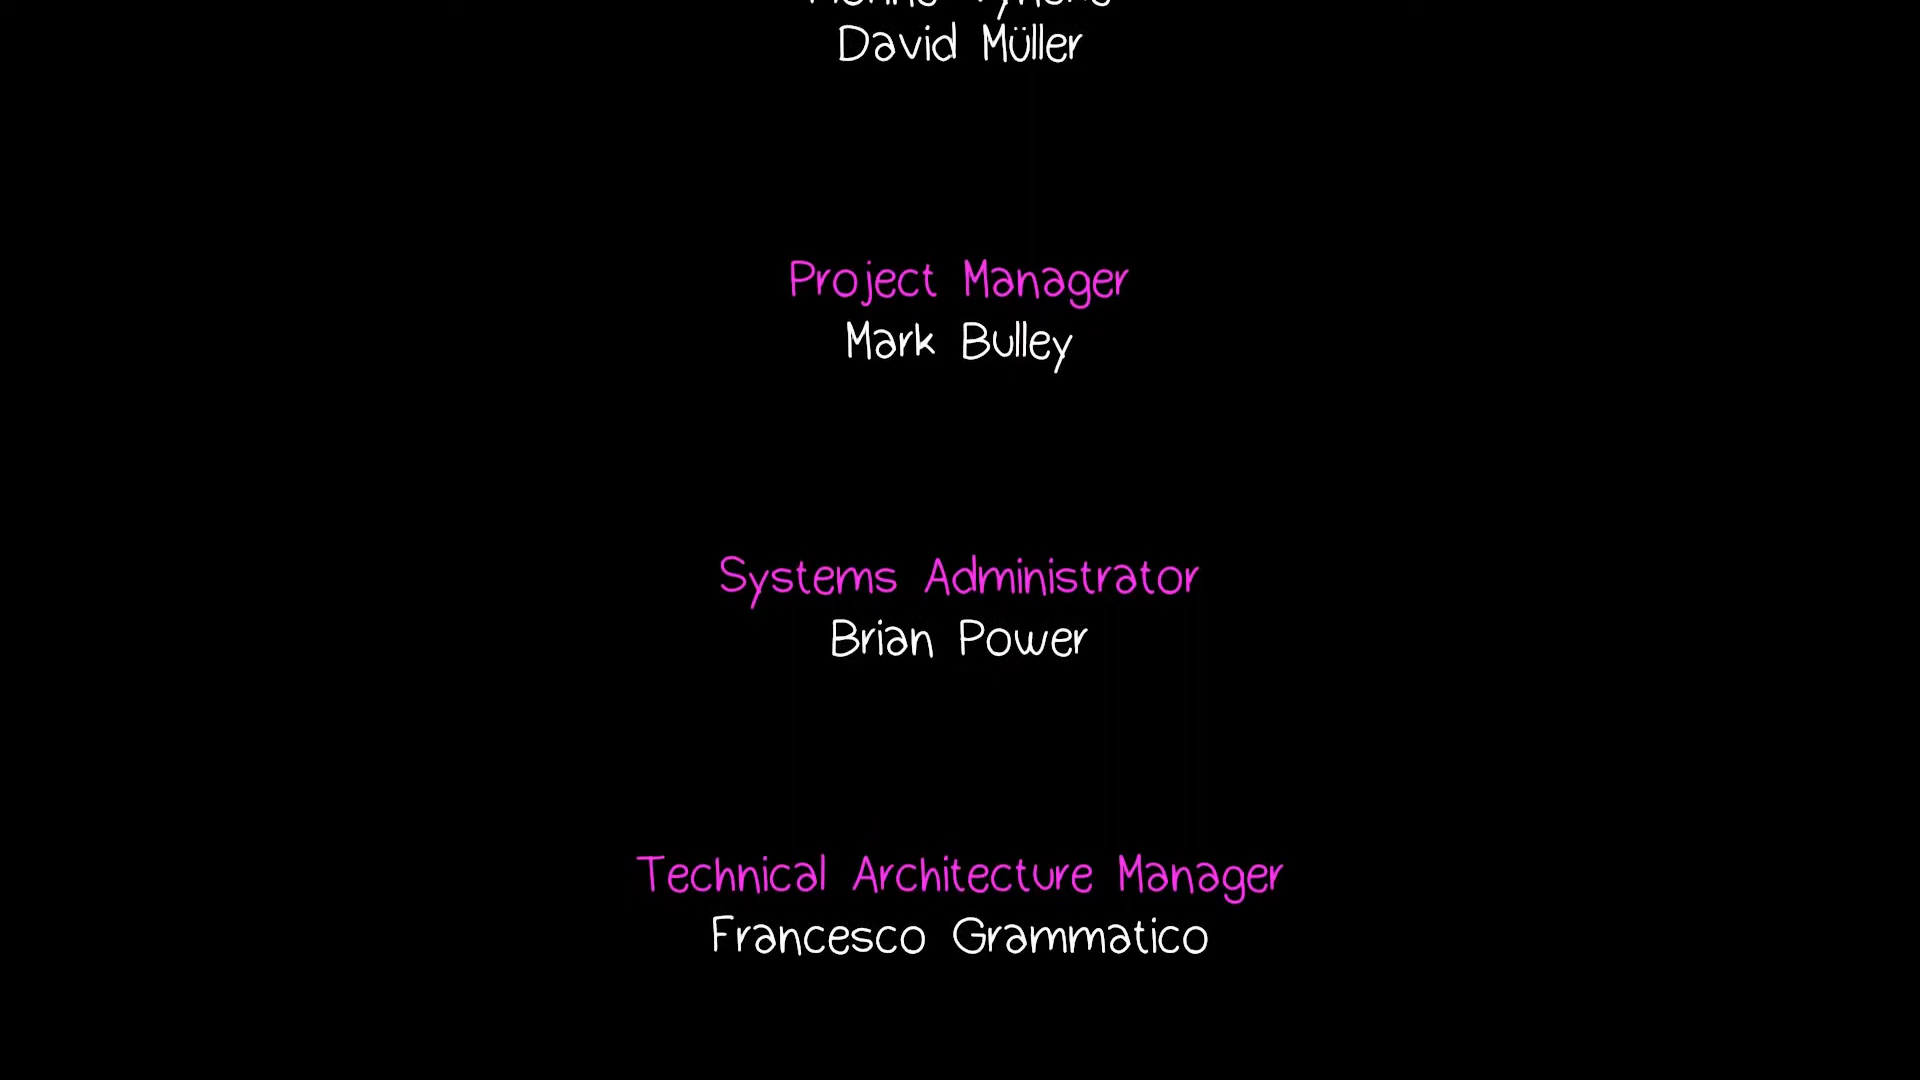 David Müller
Project Manager
Mark Bulley
Systems Administrator
Brian Power
Technical Architecture Manager
Francesco Grammatico